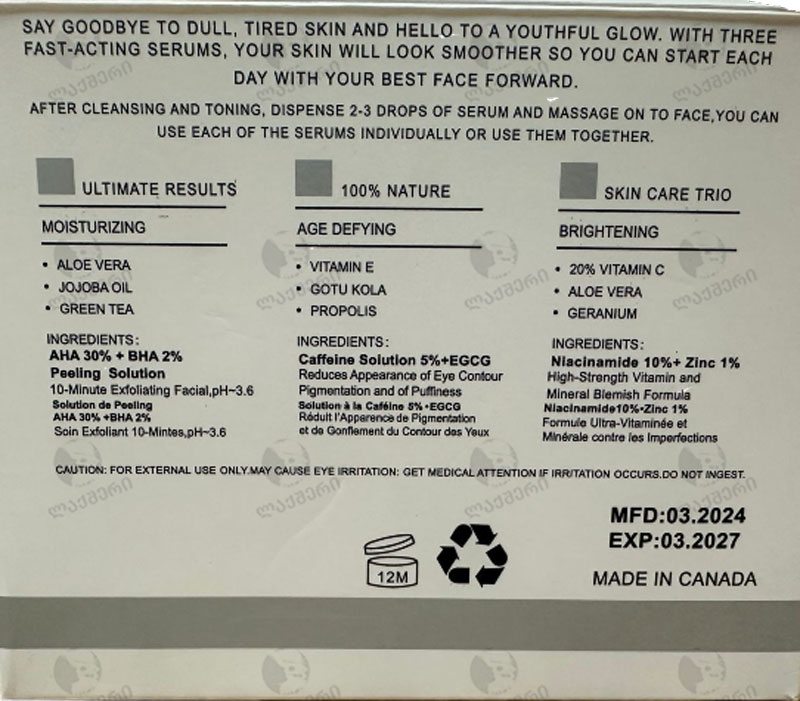 SAY GOODBYE TO DULL, TIRED SKIN AND HELLO TO A YOUTHFUL GLOW. WITH THREE
FAST-ACTING SERUMS, YOUR SKIN WILL LOOK SMOOTHER SO YOU CAN START EACH
DAY WITH YOUR BEST FACE FORWARD.
AFTER CLEANSING AND TONING, DISPENSE 2-3 DROPS OF SERUM AND MASSAGE ON TO FACE,YOU CAN
USE EACH OF THE SERUMS INDIVIDUALLY OR USE THEM TOGETHER.
ULTIMATE RESULTS
MOISTURIZING
• ALOE VERA
• JOJOBA OIL
• GREEN TEA
INGREDIENTS:
AHA 30% + BHA 2%
Peeling Solution
10-Minute Exfoliating Facial,pH~3.6
Solution de Peeling
AHA 30% +BHA 2%
Soin Exfoliant 10-Mintes,pH~3.6
100% NATURE
AGE DEFYING
• VITAMIN E
• GOTU KOLA
• PROPOLIS
INGREDIENTS:
Caffeine Solution 5%+EGCG
Reduces Appearance of Eye Contour
Pigmentation and of Puffiness
Solution à la Caféine 5%+EGCG
Réduit l'Apperence de Pigmentation
et de Gonflement du Contour des Yeux
SKIN CARE TRIO
BRIGHTENING
• 20% VITAMIN C
• ALOE VERA
• GERANIUM
INGREDIENTS:
Niacinamide 10%+ Zinc 1%
High-Strength Vitamin and
Mineral Blemish Formula
Niacinamide10%•Zinc 1%
Formule Ultra-Vitaminée et
Minérale contre les Imperfections
CAUTION: FOR EXTERNAL USE ONLY.MAY CAUSE EYE IRRITATION: GET MEDICAL ATTENTION IF IRRITATION OCCURS.DO NOT INGEST.
MFD:03.2024
EXP:03.2027
12M
MADE IN CANADA
ლაქშერი
ლაქშერი
ლაქშერი
ლაქშერი